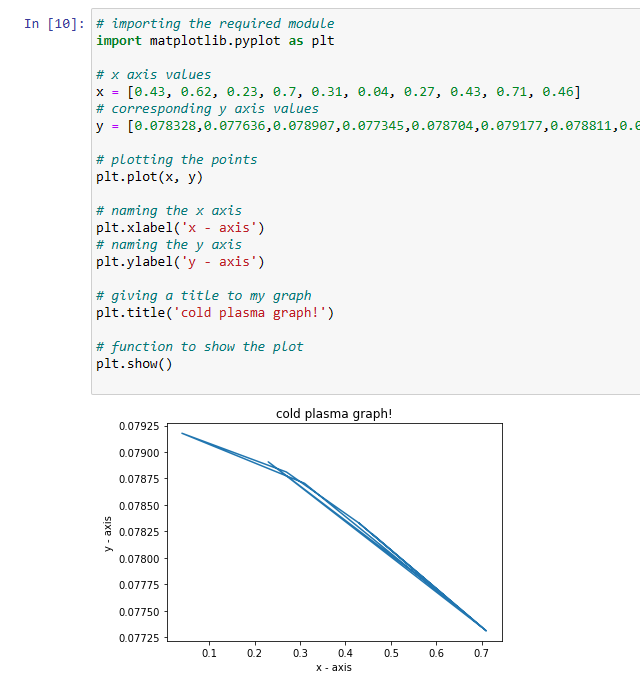 In [10]: # importing the required module
import matplotlib.pyplot as plt
# x axis values
x = [0.43, 0.62, 0.23, 0.7, 0.31, 0.04, 0.27, 0.43, 0.71, 0.46]
# corresponding y axis values
y = [0.078328,0.077636,0.078907,0.077345,0.078704,0.079177,0.078811,0.0
# plotting the points
plt.plot(x, y)
# naming the x axis
plt.xlabel('x - axis')
# naming the y axis
plt.ylabel('y - axis')
# giving a title to my graph
plt.title('cold plasma graph!')
# function to show the plot
plt.show()
cold plasma graph!
0.07925
0.07900
0.07875
0.07850
0.07825
0.07800
0.07775
0.07750
0.07725
y - axis
0.1 0.2 0.3 0.4 0.5 0.6 0.7
x - axis